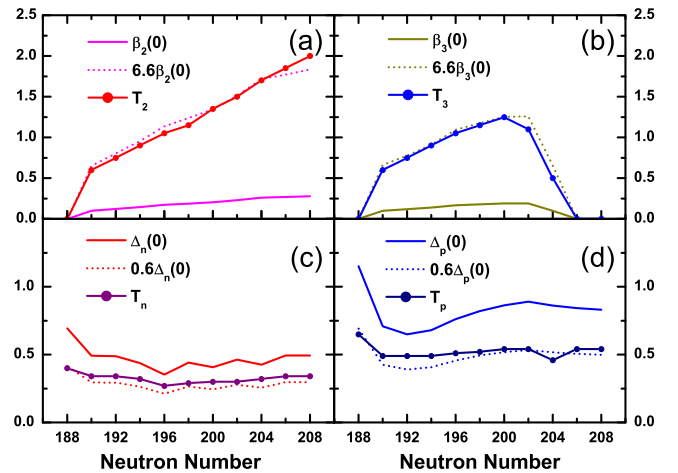 2.5
2.0
1.5
1.0
0.5
0.0
(a)
β₂(0)
6.6β₂(0)
T₂
(b)
β₃(0)
6.6β₃(0)
T₃
2.5
2.0
1.5
1.0
0.5
0.0
1.0
0.5
0.0
(c)
Δₙ(0)
0.6Δₙ(0)
Tₙ
(d)
Δₚ(0)
0.6Δₚ(0)
Tₚ
1.0
0.5
0.0
188 192 196 200 204 208
188 192 196 200 204 208
Neutron Number
Neutron Number